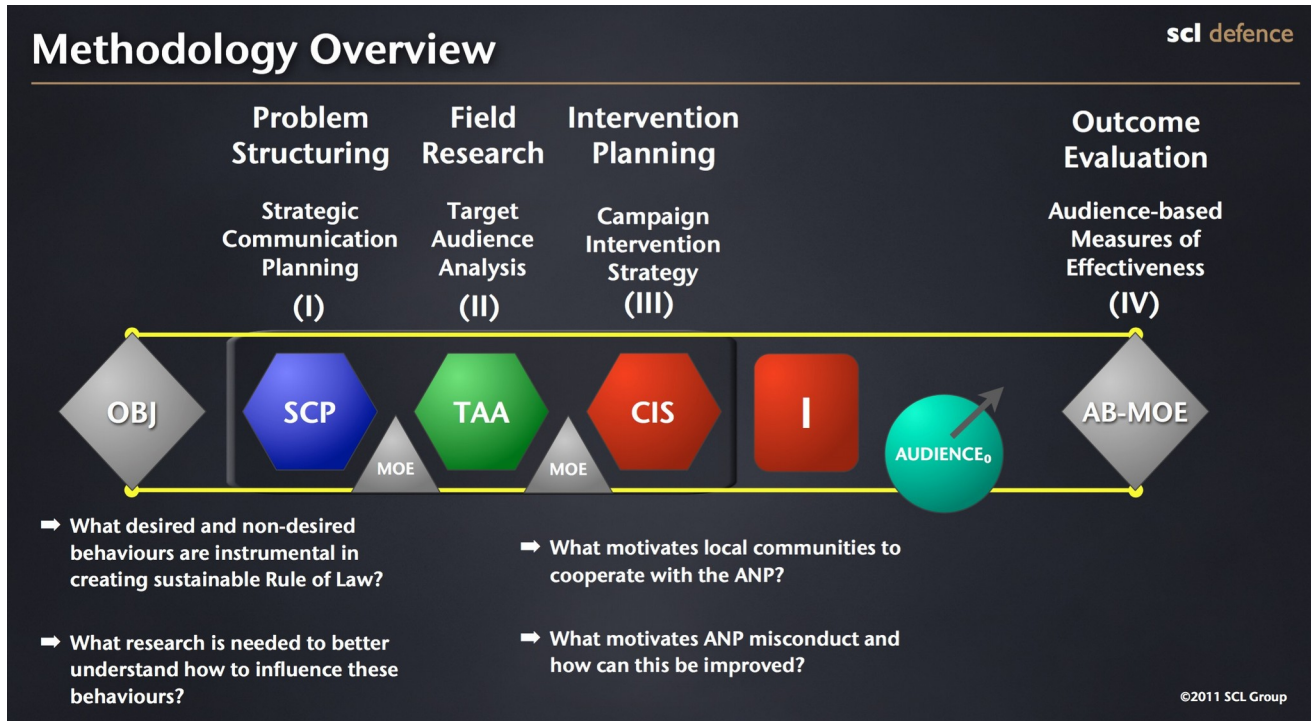 Methodology Overview
scl defence
Problem
Structuring
Field
Research
Intervention
Planning
Outcome
Evaluation
Strategic
Communication
Planning
(I)
Target
Audience
Analysis
(II)
Campaign
Intervention
Strategy
(III)
Audience-based
Measures of
Effectiveness
(IV)
OBJ
SCP
MOE
TAA
MOE
CIS
I
AUDIENCE₀
AB-MOE
➡ What desired and non-desired
behaviours are instrumental in
creating sustainable Rule of Law?
➡ What research is needed to better
understand how to influence these
behaviours?
➡ What motivates local communities to
cooperate with the ANP?
➡ What motivates ANP misconduct and
how can this be improved?
©2011 SCL Group